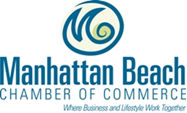 Manhattan Beach
CHAMBER OF COMMERCE
Where Business and Lifestyle Work Together